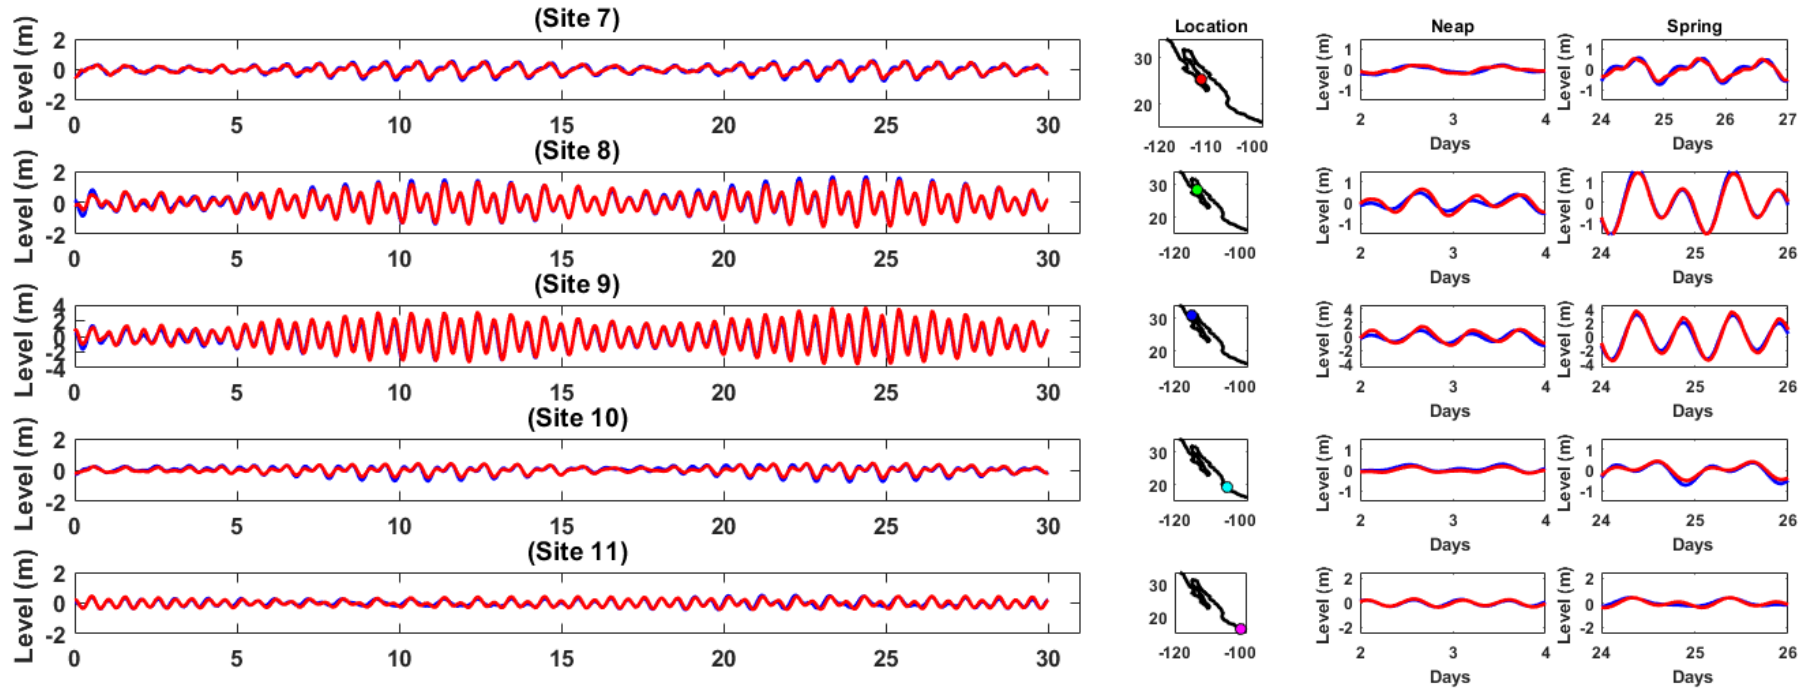 (Site 7)
Level (m)
2
0
-2
0 5 10 15 20 25 30
Location
30
20
-120 -110 -100
Neap
Level (m)
1
0
-1
2 3 4
Days
Spring
Level (m)
1
0
-1
24 25 26 27
Days
(Site 8)
Level (m)
2
0
-2
0 5 10 15 20 25 30
30
20
-120 -100
Level (m)
1
0
-1
2 3 4
Days
Level (m)
1
0
-1
24 25 26
Days
(Site 9)
Level (m)
4
2
0
-2
-4
0 5 10 15 20 25 30
30
20
-120 -100
Level (m)
4
2
0
-2
-4
2 3 4
Days
Level (m)
4
2
0
-2
-4
24 25 26
Days
(Site 10)
Level (m)
2
0
-2
0 5 10 15 20 25 30
30
20
-120 -100
Level (m)
1
0
-1
2 3 4
Days
Level (m)
1
0
-1
24 25 26
Days
(Site 11)
Level (m)
2
0
-2
0 5 10 15 20 25 30
30
20
-120 -100
Level (m)
2
0
-2
2 3 4
Days
Level (m)
2
0
-2
24 25 26
Days